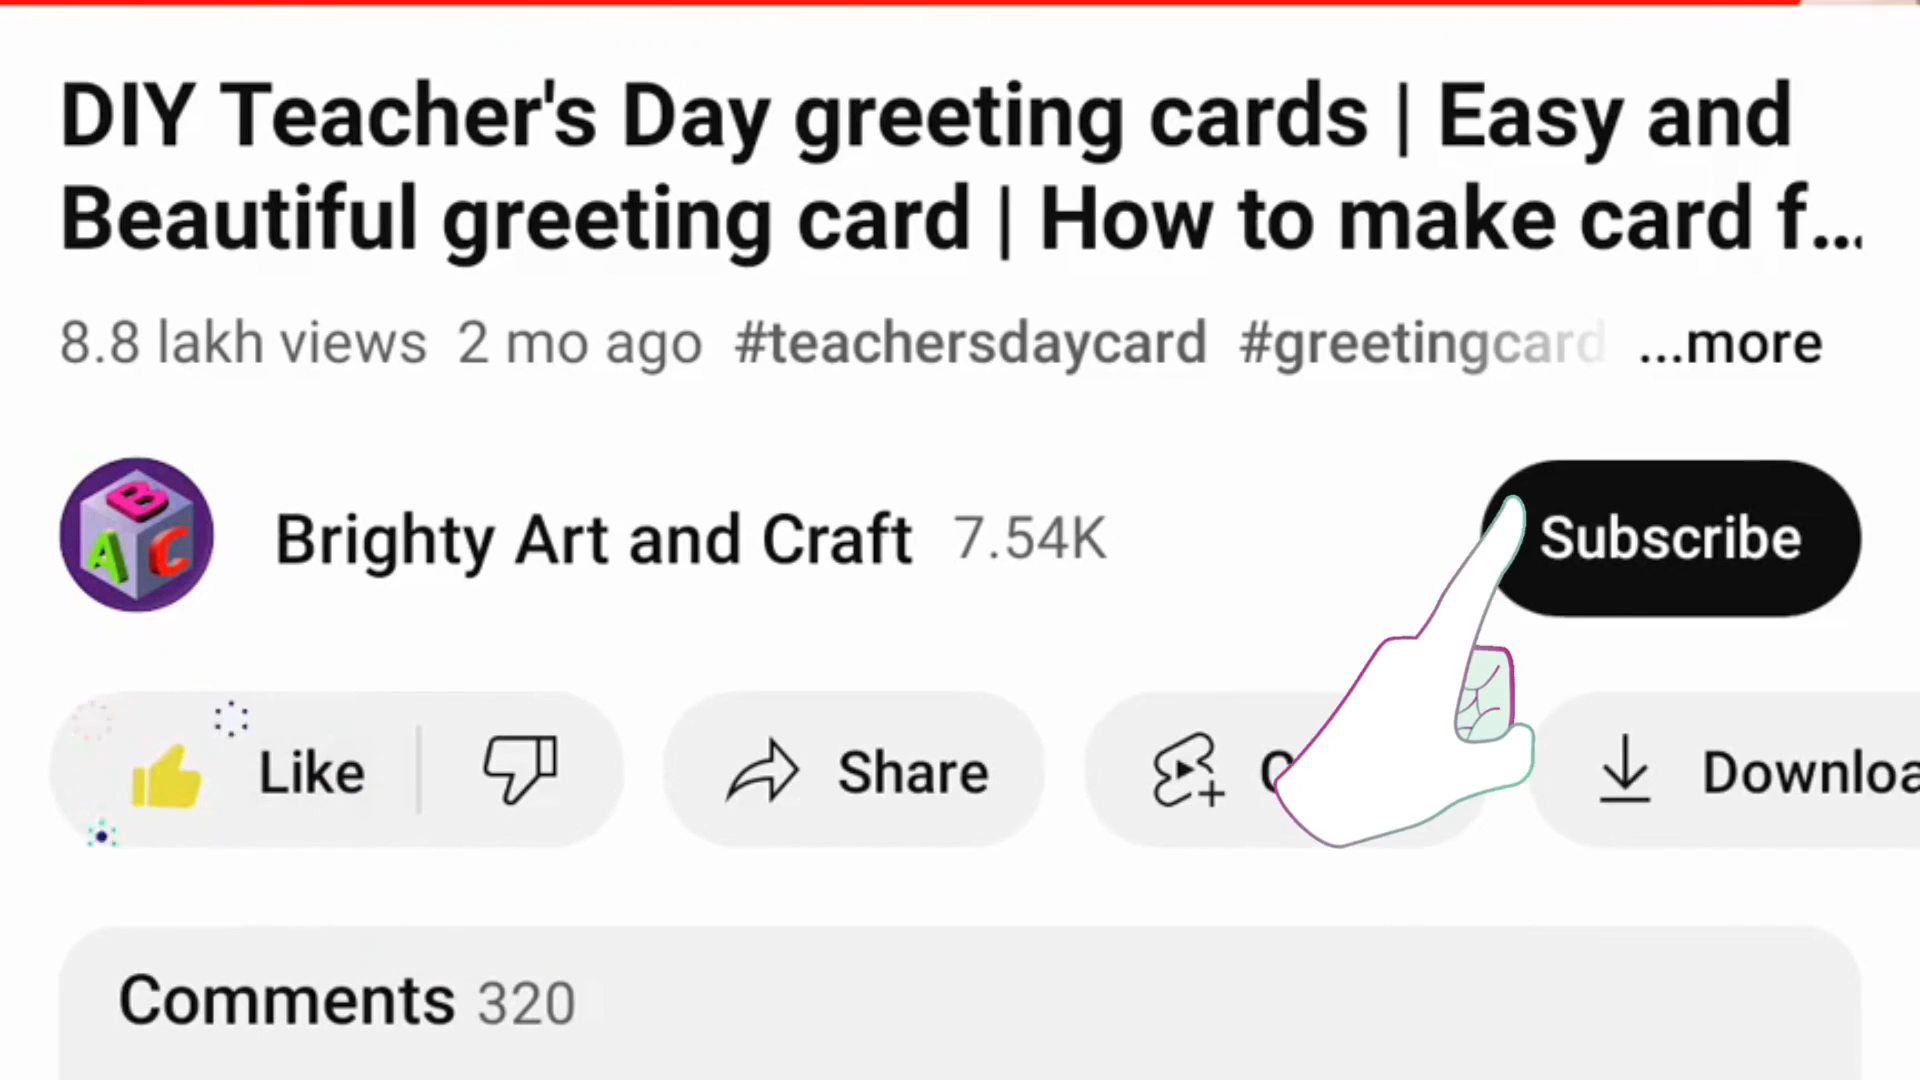 DIY Teacher's Day greeting cards | Easy and
Beautiful greeting card | How to make card f...
8.8 lakh views 2 mo ago #teachersdaycard #greetingcard ...more
B
A C
Brighty Art and Craft 7.54K
Subscribe
Like Share Downloa
Comments 320